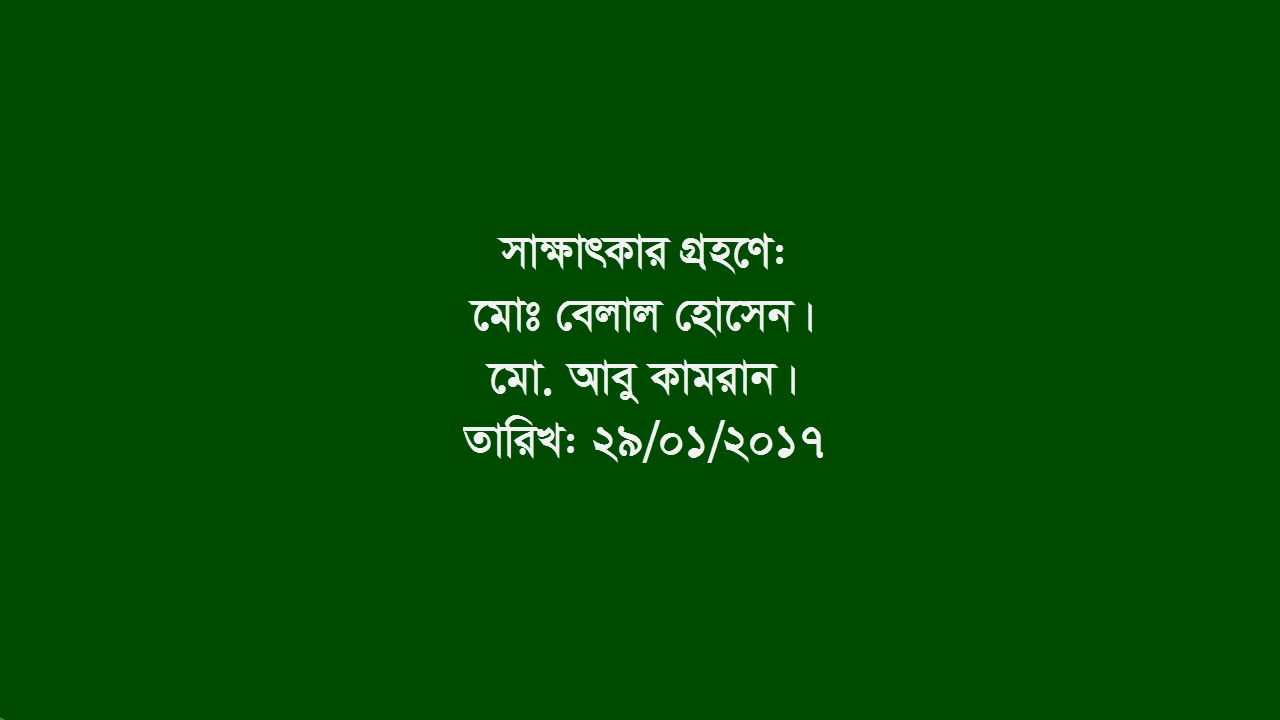 সাক্ষাৎকার গ্রহণে:
মোঃ বেলাল হোসেন।
মো. আবু কামরান।
তারিখ: ২৯/০১/২০১৭